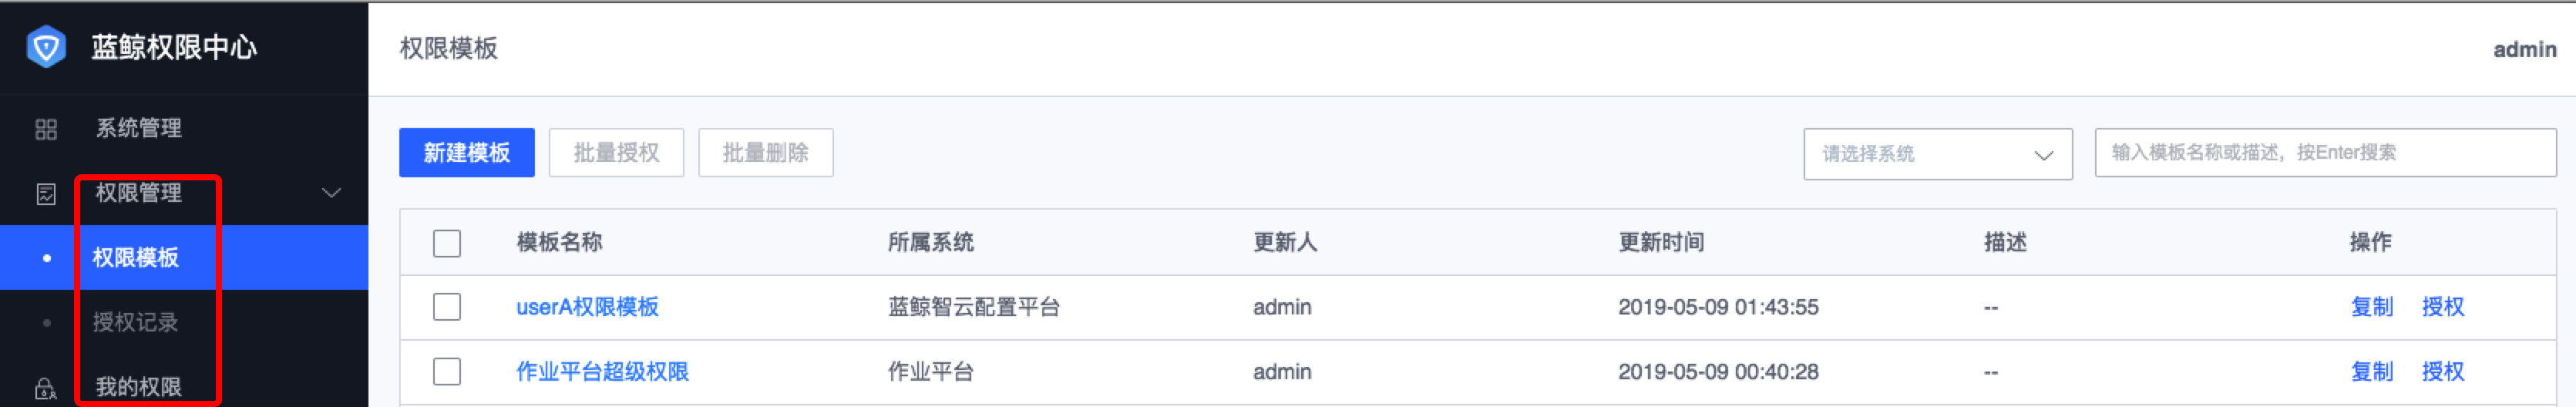 蓝鲸权限中心
系统管理
权限管理
权限模板
授权记录
我的权限
权限模板 admin
新建模板 批量授权 批量删除 请选择系统 输入模板名称或描述，按Enter搜索
模板名称 所属系统 更新人 更新时间 描述 操作
userA权限模板 蓝鲸智云配置平台 admin 2019-05-09 01:43:55 -- 复制 授权
作业平台超级权限 作业平台 admin 2019-05-09 00:40:28 -- 复制 授权